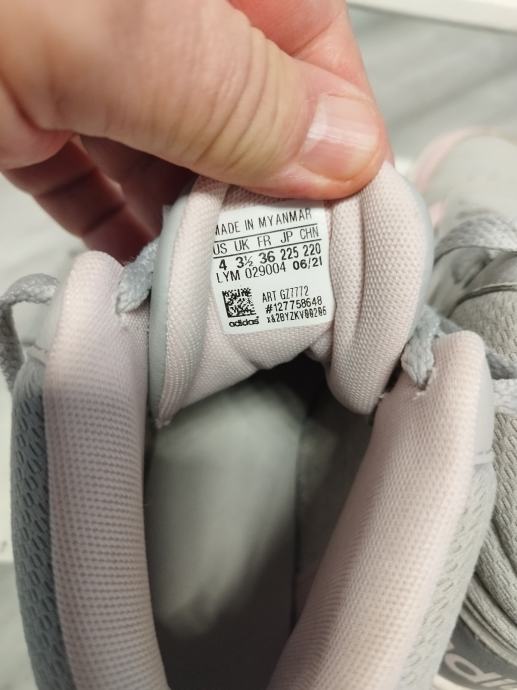 MADE IN MYANMAR
US UK FR JP CHN
4 3½ 36 225 220
LYM 029004 06/21
ART GZ7772
#127758648
adidas